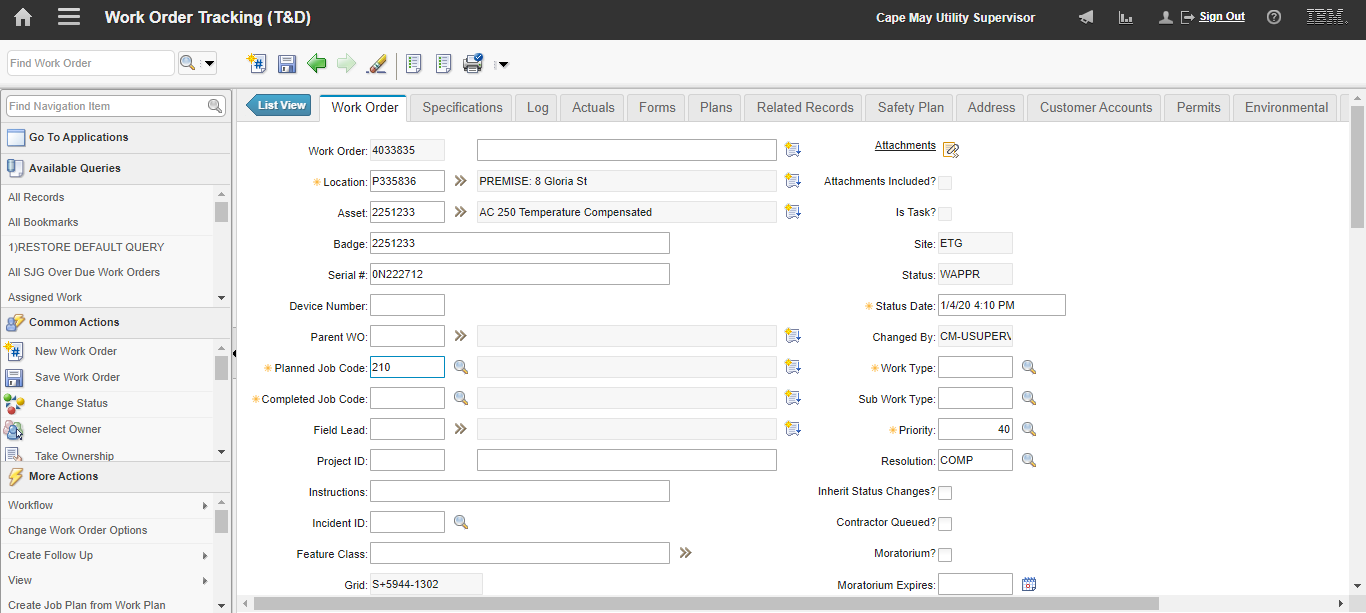 Work Order Tracking (T&D)
Cape May Utility Supervisor
Sign Out
IBM.
Find Work Order
Find Navigation Item
Go To Applications
Available Queries
All Records
All Bookmarks
1)RESTORE DEFAULT QUERY
All SJG Over Due Work Orders
Assigned Work
Common Actions
New Work Order
Save Work Order
Change Status
Select Owner
Take Ownership
More Actions
Workflow
Change Work Order Options
Create Follow Up
View
Create Job Plan from Work Plan
List View Work Order Specifications Log Actuals Forms Plans Related Records Safety Plan Address Customer Accounts Permits Environmental
Work Order: 4033835
Location: P335836 PREMISE: 8 Gloria St
Asset: 2251233 AC 250 Temperature Compensated
Badge: 2251233
Serial #: 0N222712
Device Number:
Parent WO:
Planned Job Code: 210
Completed Job Code:
Field Lead:
Project ID:
Instructions:
Incident ID:
Feature Class:
Grid: S+5944-1302
Attachments
Attachments Included?
Is Task?
Site: ETG
Status: WAPPR
Status Date: 1/4/20 4:10 PM
Changed By: CM-USUPERV
Work Type:
Sub Work Type:
Priority: 40
Resolution: COMP
Inherit Status Changes?
Contractor Queued?
Moratorium?
Moratorium Expires: